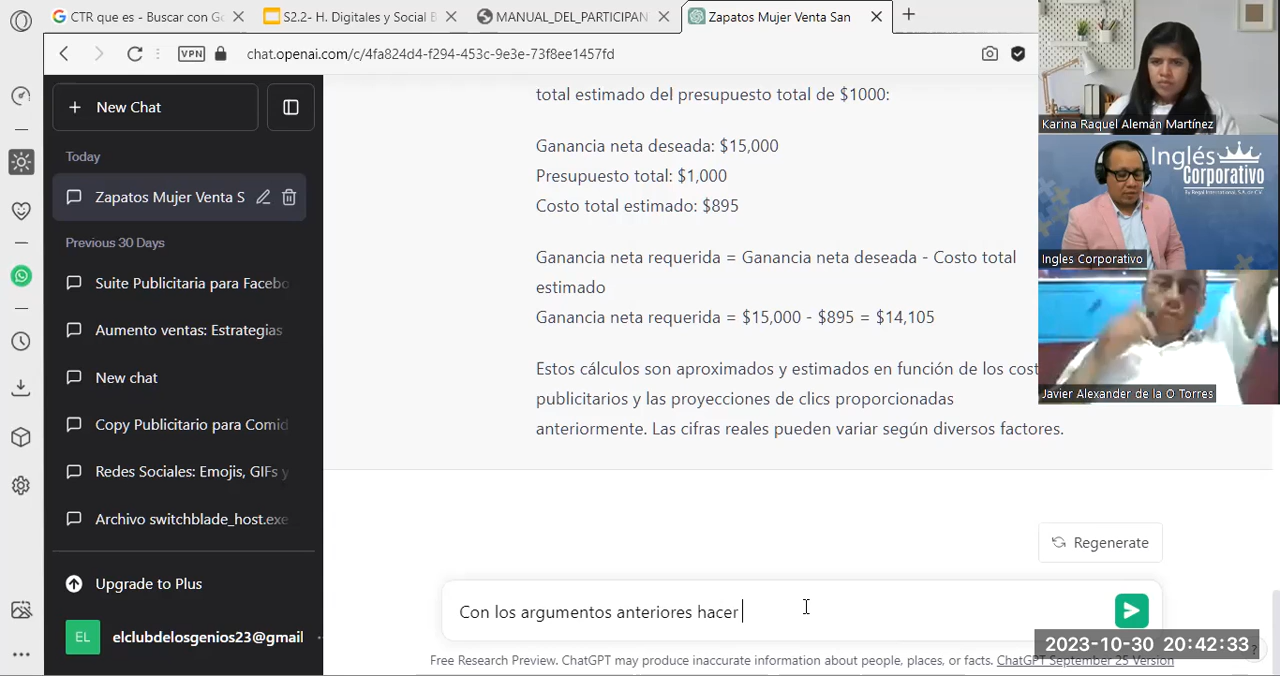 CTR que es - Buscar con Go
S2.2- H. Digitales y Social B
MANUAL_DEL_PARTICIPAN
Zapatos Mujer Venta San
VPN
chat.openai.com/c/4fa824d4-f294-453c-9e3e-73f8ee1457fd
New Chat
Today
Zapatos Mujer Venta S
Previous 30 Days
Suite Publicitaria para Facebo
Aumento ventas: Estrategias
New chat
Copy Publicitario para Comid
Redes Sociales: Emojis, GIFs y
Archivo switchblade_host.exe
Upgrade to Plus
EL
elclubdelosgenios23@gmail
total estimado del presupuesto total de $1000:
Ganancia neta deseada: $15,000
Presupuesto total: $1,000
Costo total estimado: $895
Ganancia neta requerida = Ganancia neta deseada - Costo total
estimado
Ganancia neta requerida = $15,000 - $895 = $14,105
Estos cálculos son aproximados y estimados en función de los cost
publicitarios y las proyecciones de clics proporcionadas
anteriormente. Las cifras reales pueden variar según diversos factores.
Regenerate
Con los argumentos anteriores hacer
Free Research Preview. ChatGPT may produce inaccurate information about people, places, or facts. ChatGPT September 25 Version
2023-10-30 20:42:33
?
Karina Raquel Alemán Martínez
Inglés
Corporativo
By Regal International, S.A. de C.V.
Ingles Corporativo
Javier Alexander de la O Torres